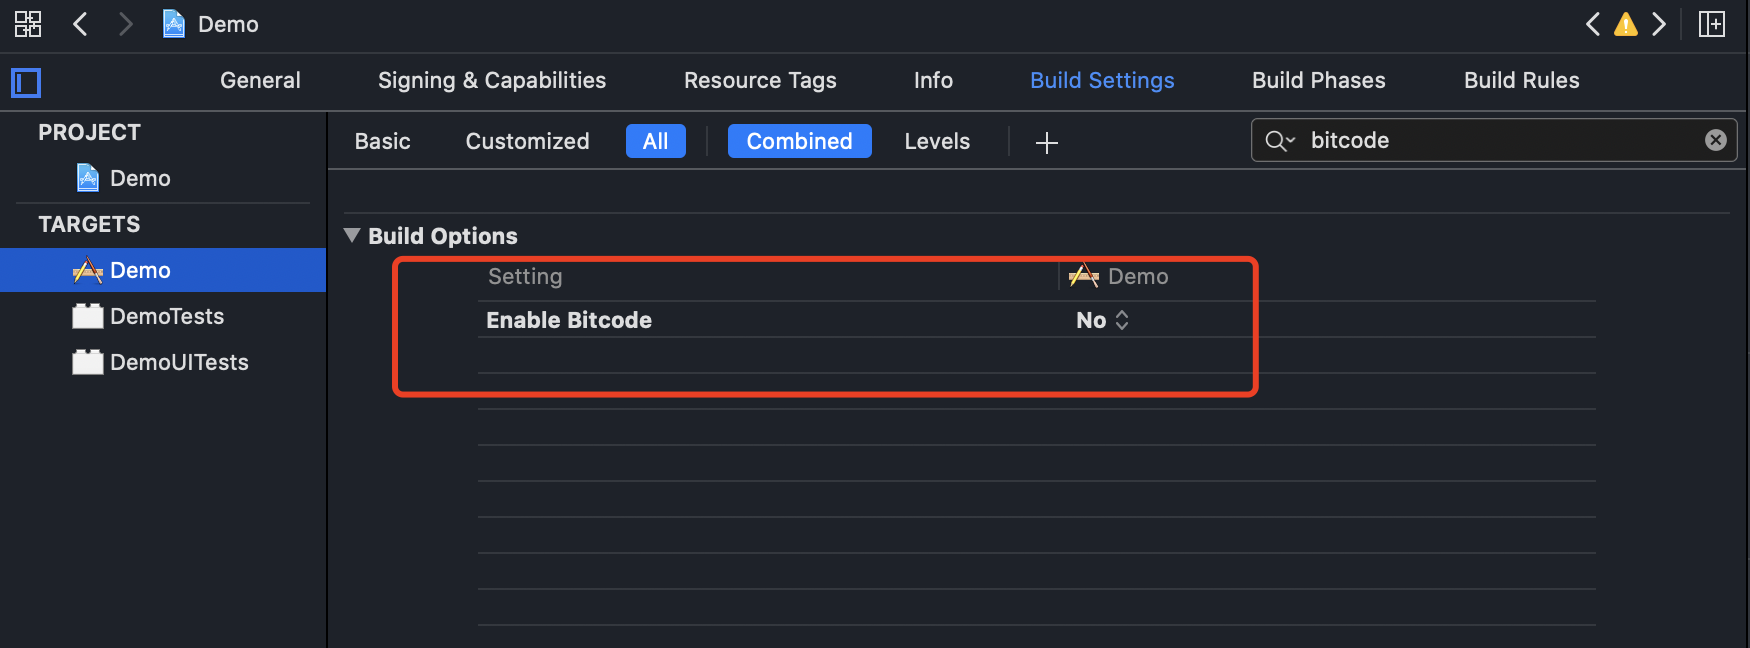 Demo
General Signing & Capabilities Resource Tags Info Build Settings Build Phases Build Rules
PROJECT
Demo
TARGETS
Demo
DemoTests
DemoUITests
Basic Customized All Combined Levels bitcode
Build Options
Setting Demo
Enable Bitcode No